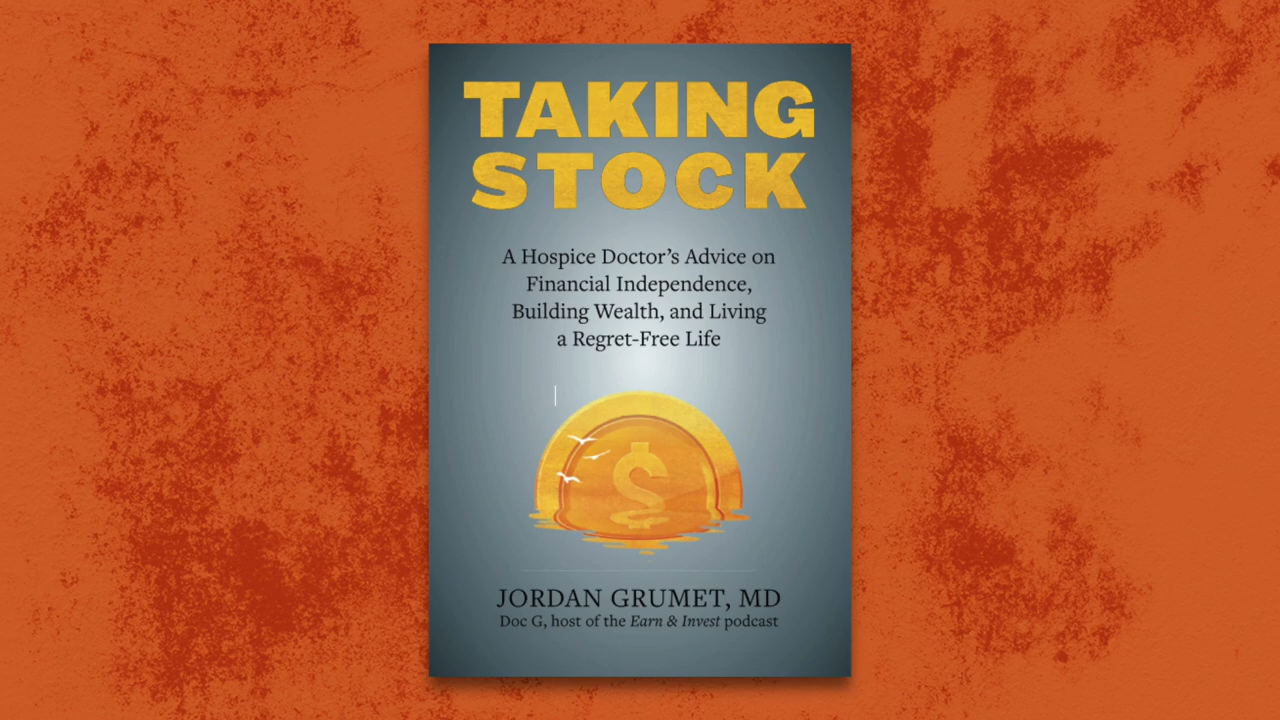 TAKING
STOCK
A Hospice Doctor’s Advice on
Financial Independence,
Building Wealth, and Living
a Regret-Free Life
$
JORDAN GRUMET, MD
Doc G, host of the Earn & Invest podcast